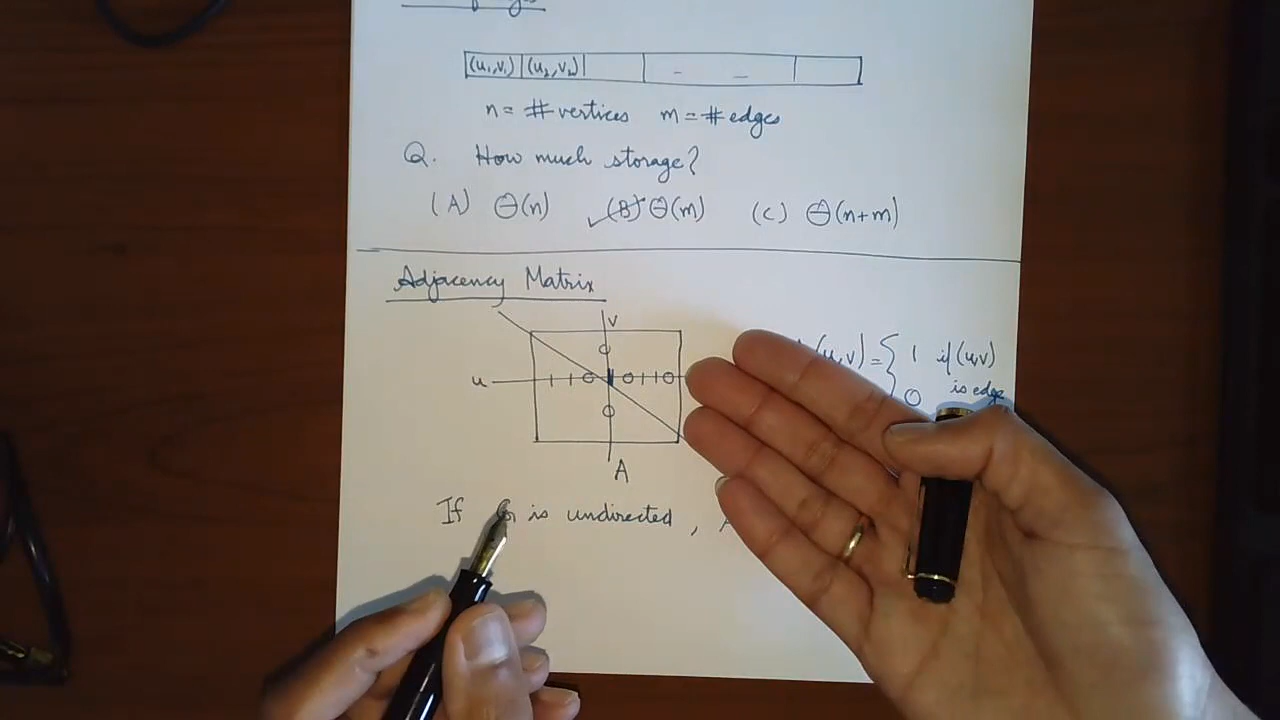 (u₁,v₁) (u₂,v₂) - -
n = # vertices m = # edges
Q. How much storage?
(A) Θ(n) ✓(B) Θ(m) (C) Θ(n+m)
Adjacency Matrix
v
0
u 1 1 0 1 0 1 1 0
0
A
(u,v) = { 1 if (u,v)
0 is edge
If G is undirected,